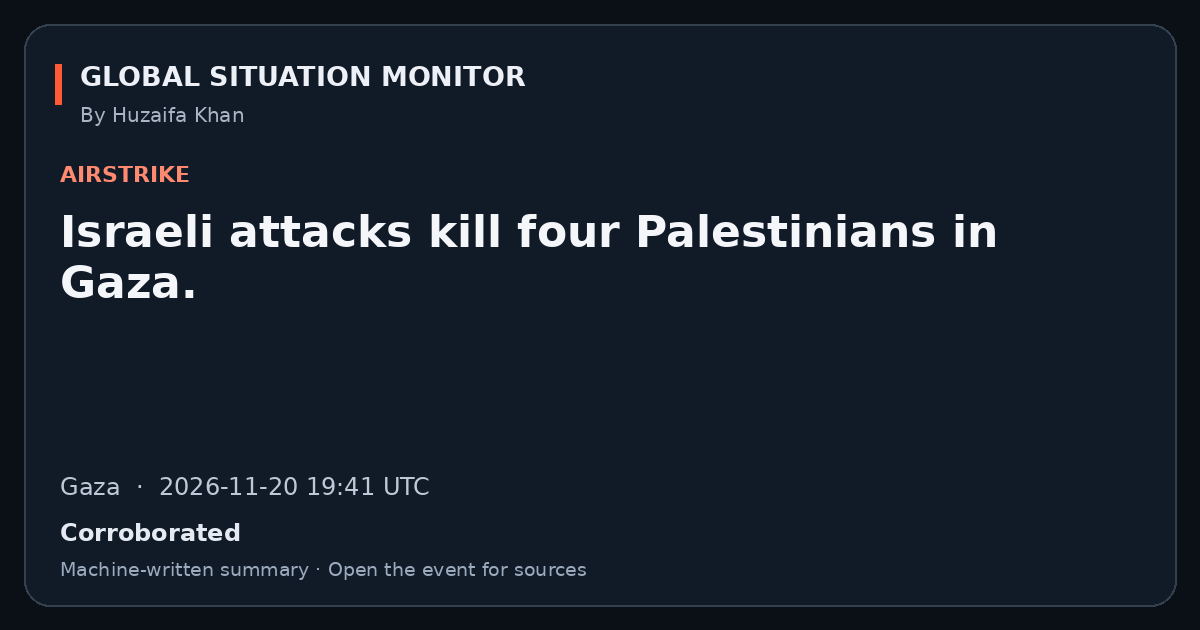 GLOBAL SITUATION MONITOR
By Huzaifa Khan
AIRSTRIKE
Israeli attacks kill four Palestinians in
Gaza.
Gaza · 2026-11-20 19:41 UTC
Corroborated
Machine-written summary · Open the event for sources